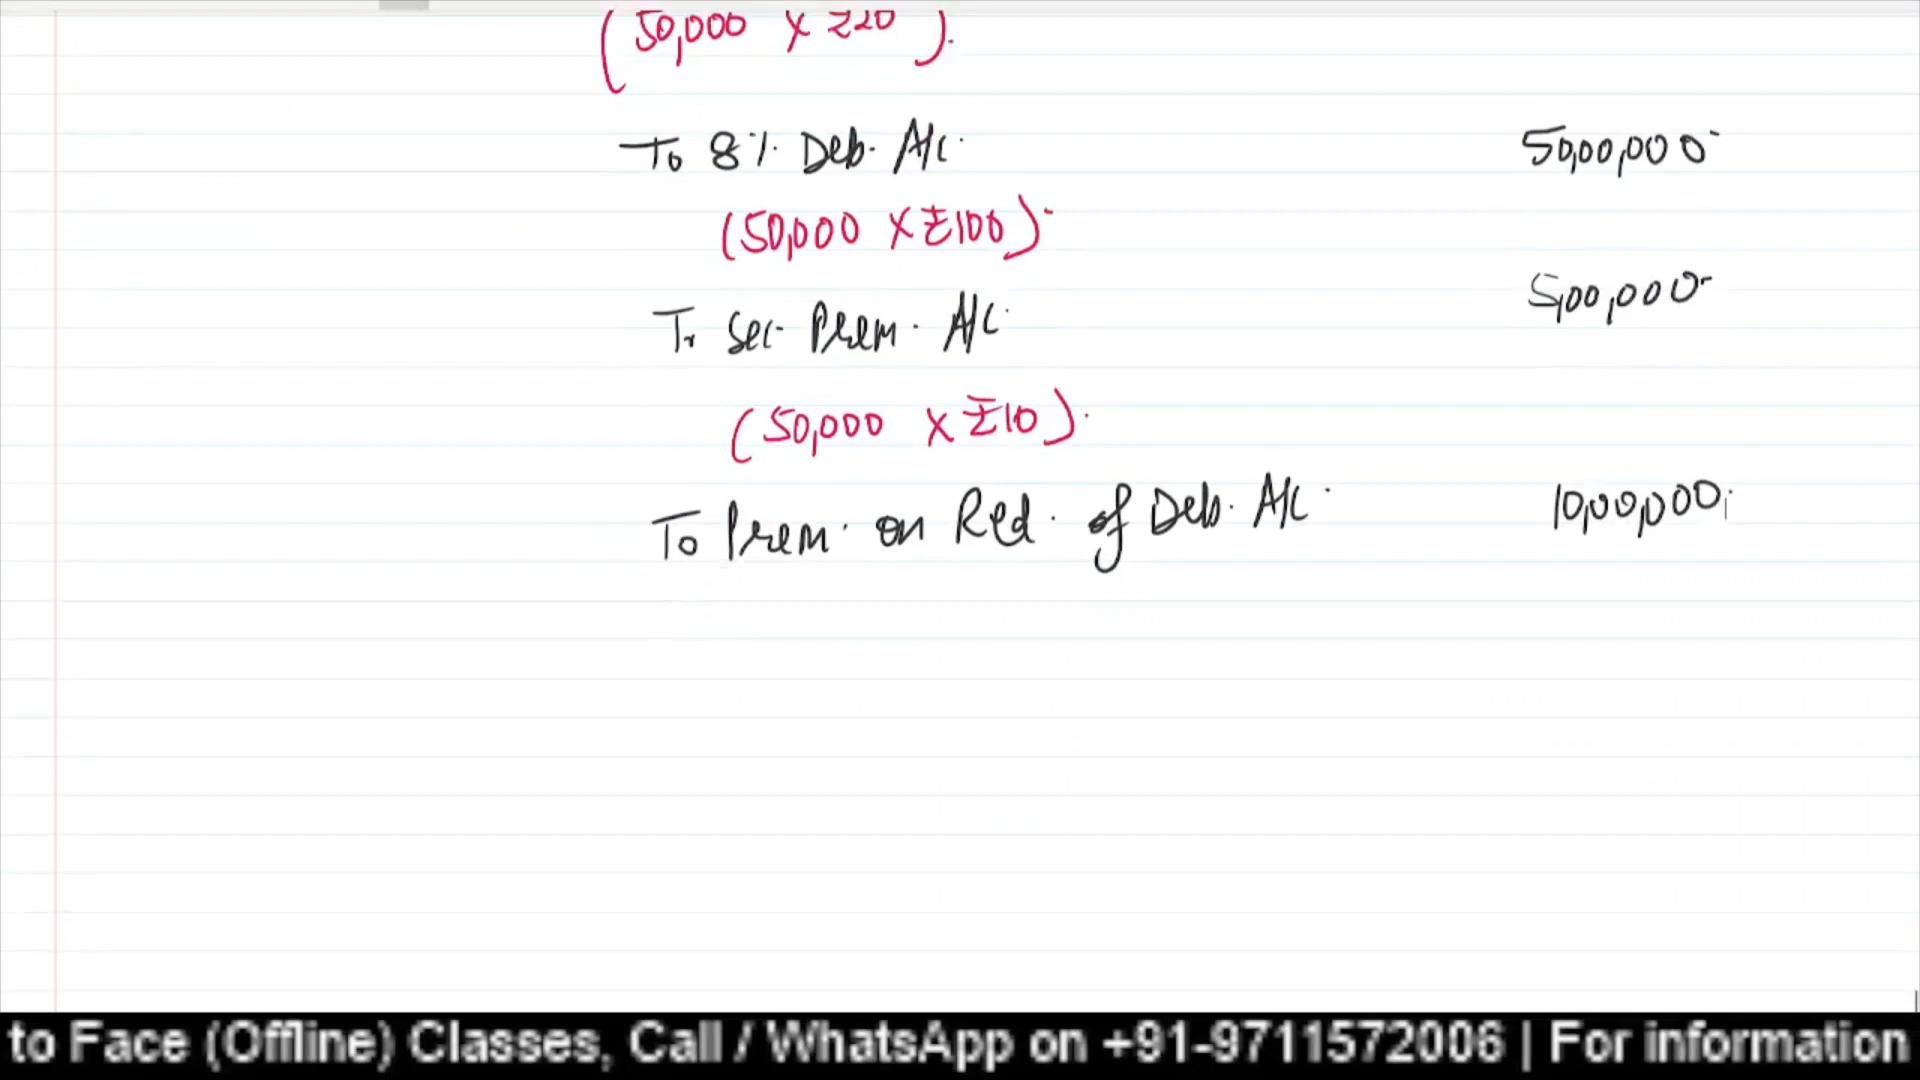 (50,000 X ₹20).
To 8%. Deb. A/c.
50,00,000
(50,000 X ₹100)
5,00,000
To Sec. Prem. A/c.
(50,000 X ₹10).
To Prem. on Red. of Deb. A/c.
10,00,000
to Face (Offline) Classes, Call / WhatsApp on +91-9711572006 | For information